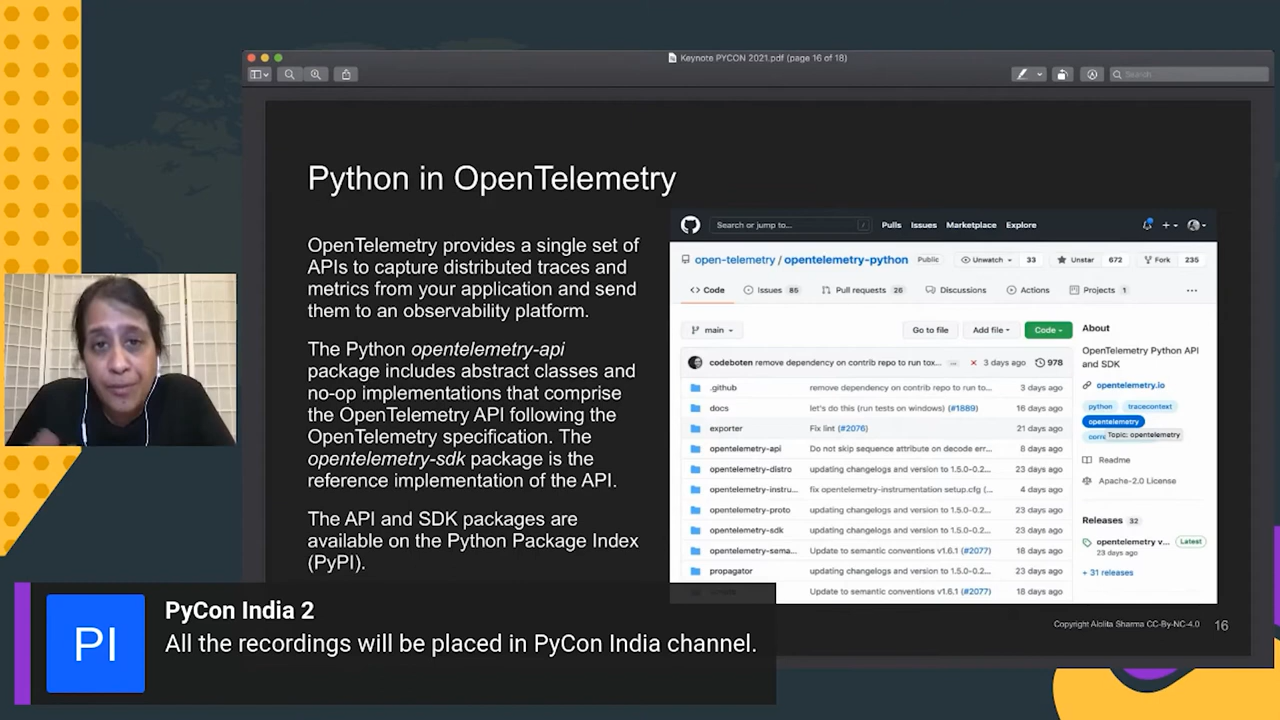 Keynote PYCON 2021.pdf (page 16 of 18)
Search
Python in OpenTelemetry
OpenTelemetry provides a single set of
APIs to capture distributed traces and
metrics from your application and send
them to an observability platform.
The Python opentelemetry-api
package includes abstract classes and
no-op implementations that comprise
the OpenTelemetry API following the
OpenTelemetry specification. The
opentelemetry-sdk package is the
reference implementation of the API.
The API and SDK packages are
available on the Python Package Index
(PyPI).
Search or jump to... / Pulls Issues Marketplace Explore
open-telemetry / opentelemetry-python Public Unwatch 33 Unstar 672 Fork 235
<> Code Issues 85 Pull requests 26 Discussions Actions Projects 1 ...
main Go to file Add file Code
codeboten remove dependency on contrib repo to run tox... ... 3 days ago 978
.github remove dependency on contrib repo to run to... 3 days ago
docs let's do this (run tests on windows) (#1889) 16 days ago
exporter Fix lint (#2076) 21 days ago
opentelemetry-api Do not skip sequence attribute on decode err... 8 days ago
opentelemetry-distro updating changelogs and version to 1.5.0-0.2... 23 days ago
opentelemetry-instru... fix opentelemetry-instrumentation setup.cfg (... 4 days ago
opentelemetry-proto updating changelogs and version to 1.5.0-0.2... 23 days ago
opentelemetry-sdk updating changelogs and version to 1.5.0-0.2... 23 days ago
opentelemetry-sema... Update to semantic conventions v1.6.1 (#2077) 18 days ago
propagator updating changelogs and version to 1.5.0-0.2... 23 days ago
Update to semantic conventions v1.6.1 (#2077) 18 days ago
About
OpenTelemetry Python API
and SDK
opentelemetry.io
python tracecontext
opentelemetry
corre Topic: opentelemetry
Readme
Apache-2.0 License
Releases 32
opentelemetry v... Latest
23 days ago
+ 31 releases
Copyright Alolita Sharma CC-By-NC-4.0 16
PI
PyCon India 2
All the recordings will be placed in PyCon India channel.